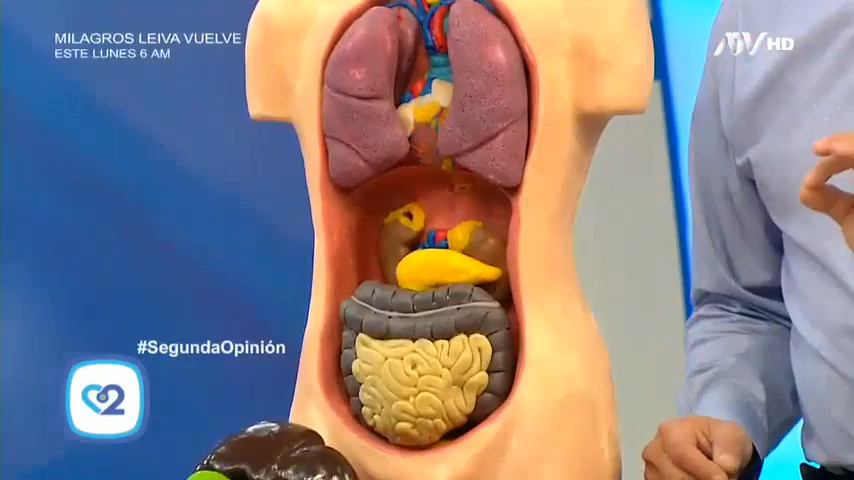 MILAGROS LEIVA VUELVE
ESTE LUNES 6 AM
ATV HD
#SegundaOpinión
2